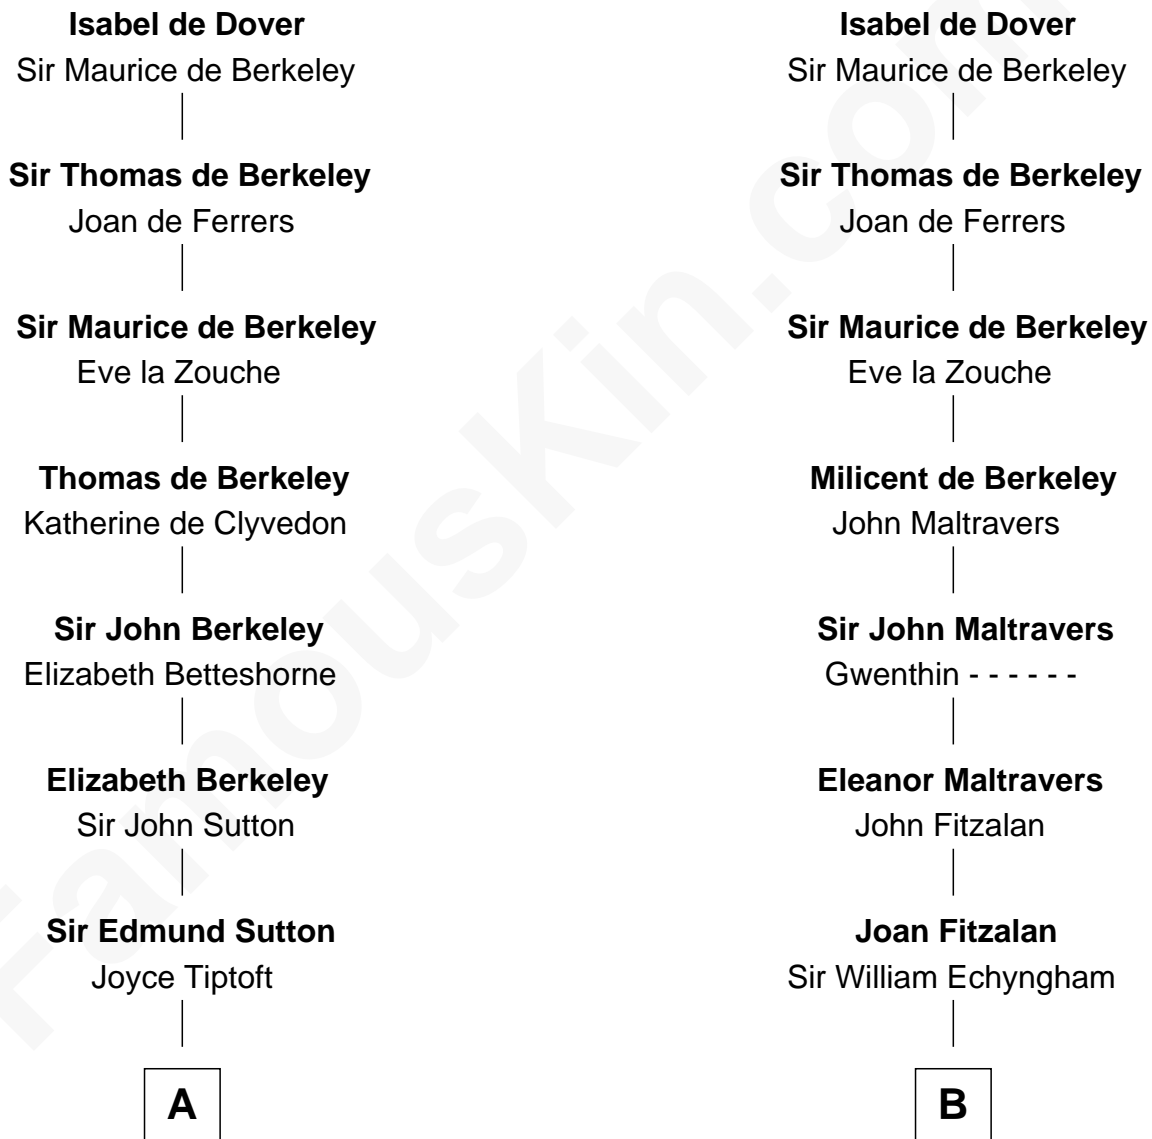 Isabel de Dover
Sir Maurice de Berkeley
Sir Thomas de Berkeley
Joan de Ferrers
Sir Maurice de Berkeley
Eve la Zouche
Thomas de Berkeley
Katherine de Clyvedon
Sir John Berkeley
Elizabeth Betteshorne
Elizabeth Berkeley
Sir John Sutton
Sir Edmund Sutton
Joyce Tiptoft
A
Isabel de Dover
Sir Maurice de Berkeley
Sir Thomas de Berkeley
Joan de Ferrers
Sir Maurice de Berkeley
Eve la Zouche
Milicent de Berkeley
John Maltravers
Sir John Maltravers
Gwenthin - - - - - -
Eleanor Maltravers
John Fitzalan
Joan Fitzalan
Sir William Echyngham
B
FamousKin.com